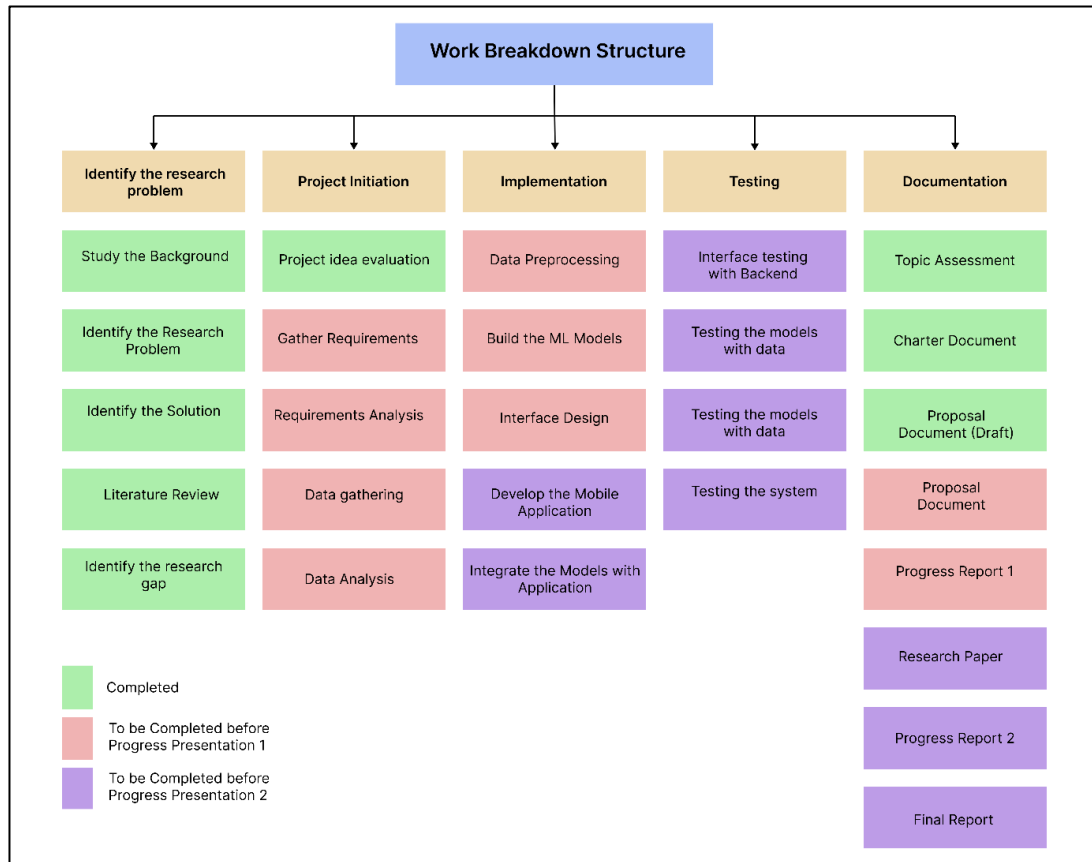 Work Breakdown Structure
Identify the research
problem
Project Initiation
Implementation
Testing
Documentation
Study the Background
Project idea evaluation
Data Preprocessing
Interface testing
with Backend
Topic Assessment
Identify the Research
Problem
Gather Requirements
Build the ML Models
Testing the models
with data
Charter Document
Identify the Solution
Requirements Analysis
Interface Design
Testing the models
with data
Proposal
Document (Draft)
Literature Review
Data gathering
Develop the Mobile
Application
Testing the system
Proposal
Document
Identify the research
gap
Data Analysis
Integrate the Models with
Application
Progress Report 1
Research Paper
Progress Report 2
Final Report
Completed
To be Completed before
Progress Presentation 1
To be Completed before
Progress Presentation 2